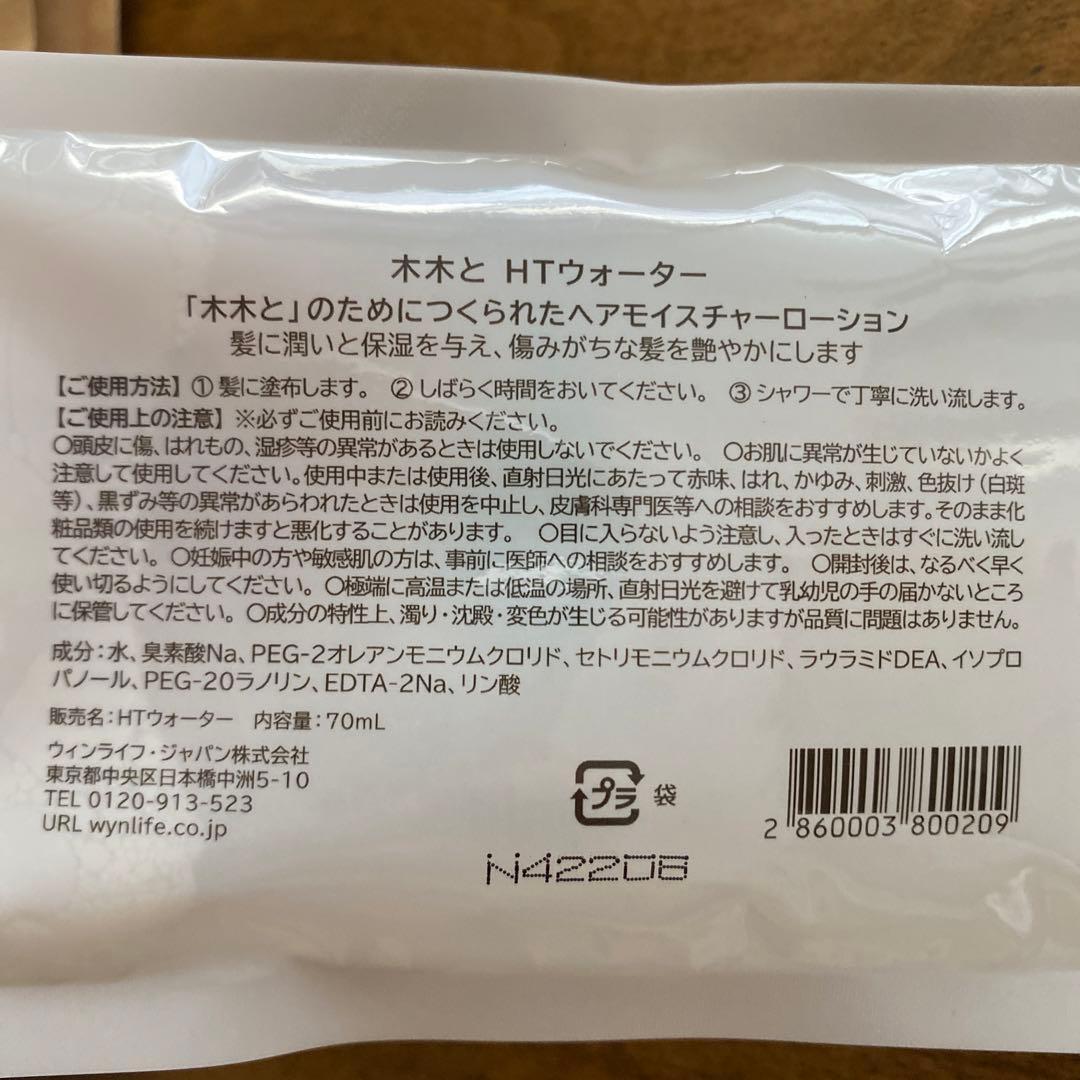 木木と HTウォーター
「木木と」のためにつくられたヘアモイスチャーローション
髪に潤いと保湿を与え、傷みがちな髪を艶やかにします
【ご使用方法】 ① 髪に塗布します。 ② しばらく時間をおいてください。 ③ シャワーで丁寧に洗い流します。
【ご使用上の注意】 ※必ずご使用前にお読みください。
○頭皮に傷、はれもの、湿疹等の異常があるときは使用しないでください。 ○お肌に異常が生じていないかよく
注意して使用してください。使用中または使用後、直射日光にあたって赤味、はれ、かゆみ、刺激、色抜け(白斑
等)、黒ずみ等の異常があらわれたときは使用を中止し、皮膚科専門医等への相談をおすすめします。そのまま化
粧品類の使用を続けますと悪化することがあります。 ○目に入らないよう注意し、入ったときはすぐに洗い流し
てください。 ○妊娠中の方や敏感肌の方は、事前に医師への相談をおすすめします。 ○開封後は、なるべく早く
使い切るようにしてください。 ○極端に高温または低温の場所、直射日光を避けて乳幼児の手の届かないところ
に保管してください。 ○成分の特性上、濁り・沈殿・変色が生じる可能性がありますが品質に問題はありません。
成分:水、臭素酸Na、PEG-2オレアンモニウムクロリド、セトリモニウムクロリド、ラウラミドDEA、イソプロ
パノール、PEG-20ラノリン、EDTA-2Na、リン酸
販売名:HTウォーター 内容量:70mL
ウィンライフ・ジャパン株式会社
東京都中央区日本橋中洲5-10
TEL 0120-913-523
URL wynlife.co.jp
プラ 袋
2 860003 800209
N42206